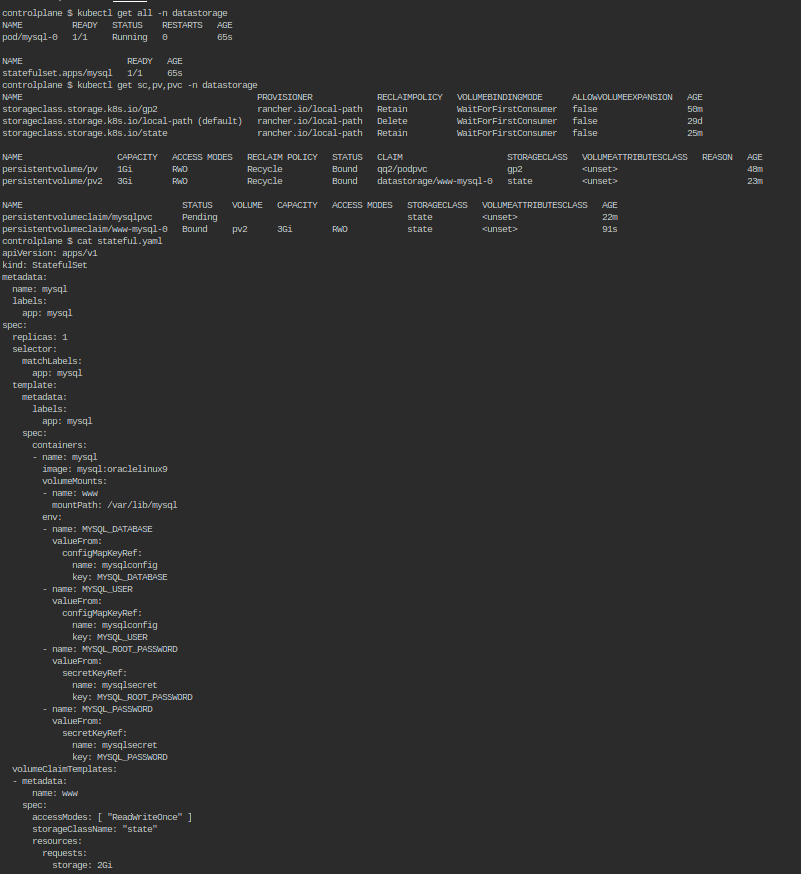 controlplane $ kubectl get all -n datastorage
NAME          READY   STATUS    RESTARTS   AGE
pod/mysql-0   1/1     Running   0          65s

NAME                     READY   AGE
statefulset.apps/mysql   1/1     65s
controlplane $ kubectl get sc,pv,pvc -n datastorage
NAME                                               PROVISIONER             RECLAIMPOLICY   VOLUMEBINDINGMODE      ALLOWVOLUMEEXPANSION   AGE
storageclass.storage.k8s.io/gp2                    rancher.io/local-path   Retain          WaitForFirstConsumer   false                  50m
storageclass.storage.k8s.io/local-path (default)   rancher.io/local-path   Delete          WaitForFirstConsumer   false                  29d
storageclass.storage.k8s.io/state                  rancher.io/local-path   Retain          WaitForFirstConsumer   false                  25m

NAME                   CAPACITY   ACCESS MODES   RECLAIM POLICY   STATUS   CLAIM                     STORAGECLASS   VOLUMEATTRIBUTESCLASS   REASON   AGE
persistentvolume/pv    1Gi        RWO            Recycle          Bound    qq2/podpvc                gp2            <unset>                          48m
persistentvolume/pv2   3Gi        RWO            Recycle          Bound    datastorage/www-mysql-0   state          <unset>                          23m

NAME                                STATUS    VOLUME   CAPACITY   ACCESS MODES   STORAGECLASS   VOLUMEATTRIBUTESCLASS   AGE
persistentvolumeclaim/mysqlpvc      Pending                                      state          <unset>                 22m
persistentvolumeclaim/www-mysql-0   Bound     pv2      3Gi        RWO            state          <unset>                 91s
controlplane $ cat stateful.yaml
apiVersion: apps/v1
kind: StatefulSet
metadata:
  name: mysql
  labels:
    app: mysql
spec:
  replicas: 1
  selector:
    matchLabels:
      app: mysql
  template:
    metadata:
      labels:
        app: mysql
    spec:
      containers:
      - name: mysql
        image: mysql:oraclelinux9
        volumeMounts:
        - name: www
          mountPath: /var/lib/mysql
        env:
        - name: MYSQL_DATABASE
          valueFrom:
            configMapKeyRef:
              name: mysqlconfig
              key: MYSQL_DATABASE
        - name: MYSQL_USER
          valueFrom:
            configMapKeyRef:
              name: mysqlconfig
              key: MYSQL_USER
        - name: MYSQL_ROOT_PASSWORD
          valueFrom:
            secretKeyRef:
              name: mysqlsecret
              key: MYSQL_ROOT_PASSWORD
        - name: MYSQL_PASSWORD
          valueFrom:
            secretKeyRef:
              name: mysqlsecret
              key: MYSQL_PASSWORD
  volumeClaimTemplates:
  - metadata:
      name: www
    spec:
      accessModes: [ "ReadWriteOnce" ]
      storageClassName: "state"
      resources:
        requests:
          storage: 2Gi